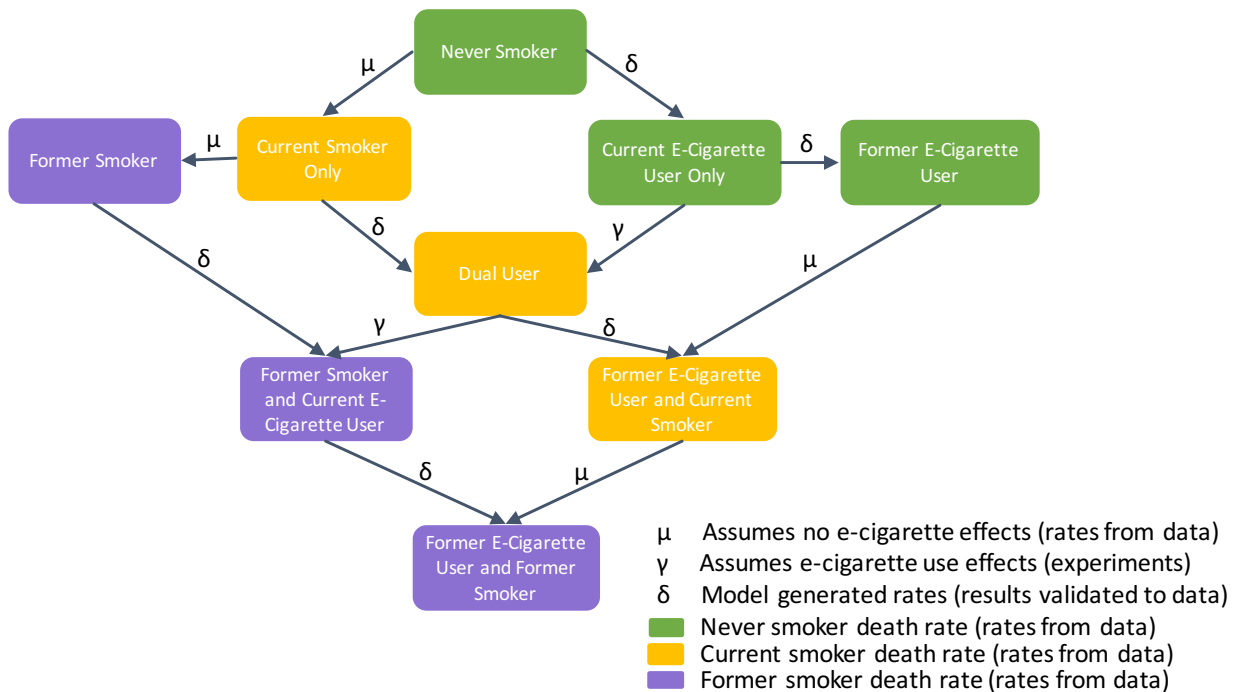 Never Smoker
μ
δ
Former Smoker
μ
Current Smoker
Only
Current E-Cigarette
User Only
δ
Former E-Cigarette
User
δ
δ
γ
μ
Dual User
γ
δ
Former Smoker
and Current E-
Cigarette User
Former E-Cigarette
User and Current
Smoker
δ
μ
Former E-Cigarette
User and Former
Smoker
μ Assumes no e-cigarette effects (rates from data)
γ Assumes e-cigarette use effects (experiments)
δ Model generated rates (results validated to data)
Never smoker death rate (rates from data)
Current smoker death rate (rates from data)
Former smoker death rate (rates from data)